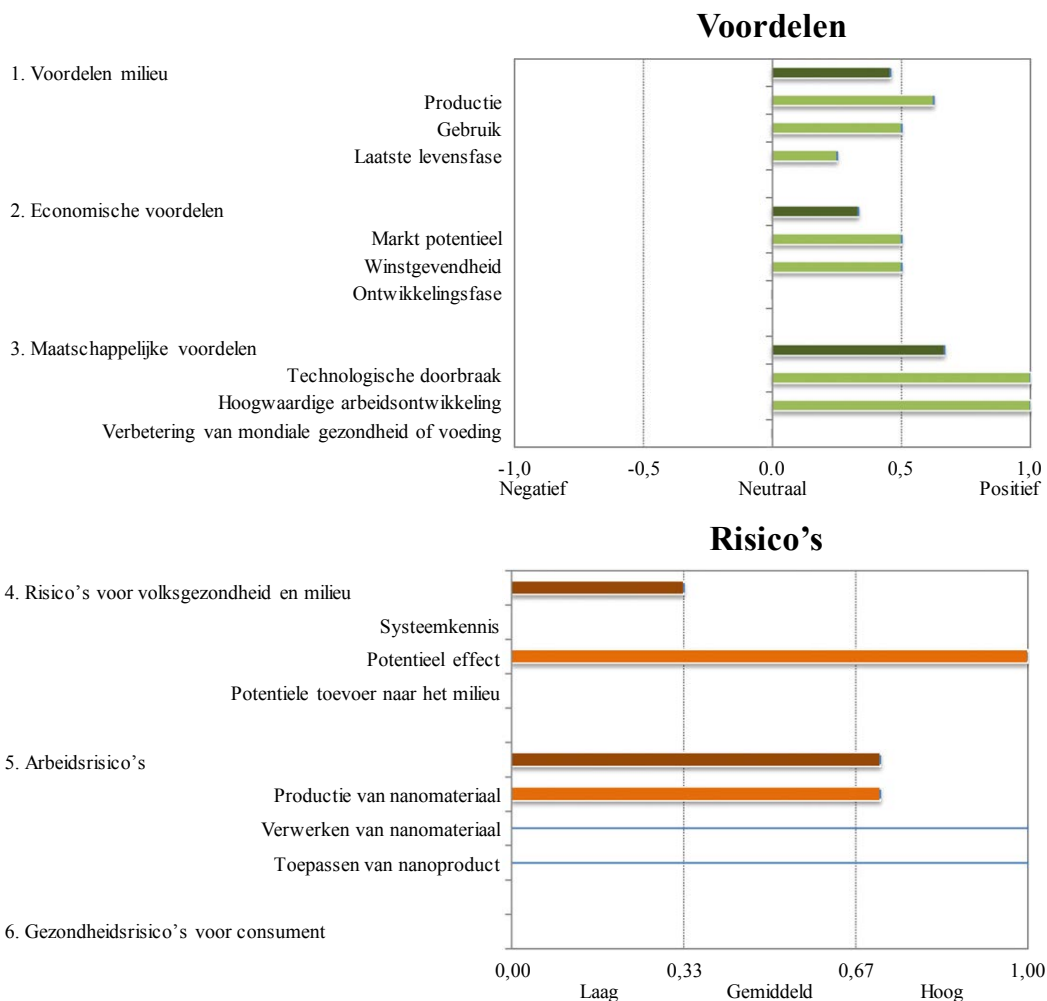 Voordelen
1. Voordelen milieu
Productie
Gebruik
Laatste levensfase
2. Economische voordelen
Markt potentieel
Winstgevendheid
Ontwikkelingsfase
3. Maatschappelijke voordelen
Technologische doorbraak
Hoogwaardige arbeidsontwikkeling
Verbetering van mondiale gezondheid of voeding
-1,0 -0,5 0.0 0,5 1,0
Negatief Neutraal Positief
Risico’s
4. Risico’s voor volksgezondheid en milieu
Systeemkennis
Potentieel effect
Potentiele toevoer naar het milieu
5. Arbeidsrisico’s
Productie van nanomateriaal
Verwerken van nanomateriaal
Toepassen van nanoproduct
6. Gezondheidsrisico’s voor consument
0,00 0,33 0,67 1,00
Laag Gemiddeld Hoog